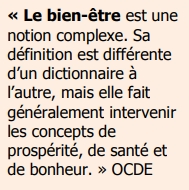 « Le bien-être est une
notion complexe. Sa
définition est différente
d’un dictionnaire à
l’autre, mais elle fait
généralement intervenir
les concepts de
prospérité, de santé et
de bonheur. » OCDE